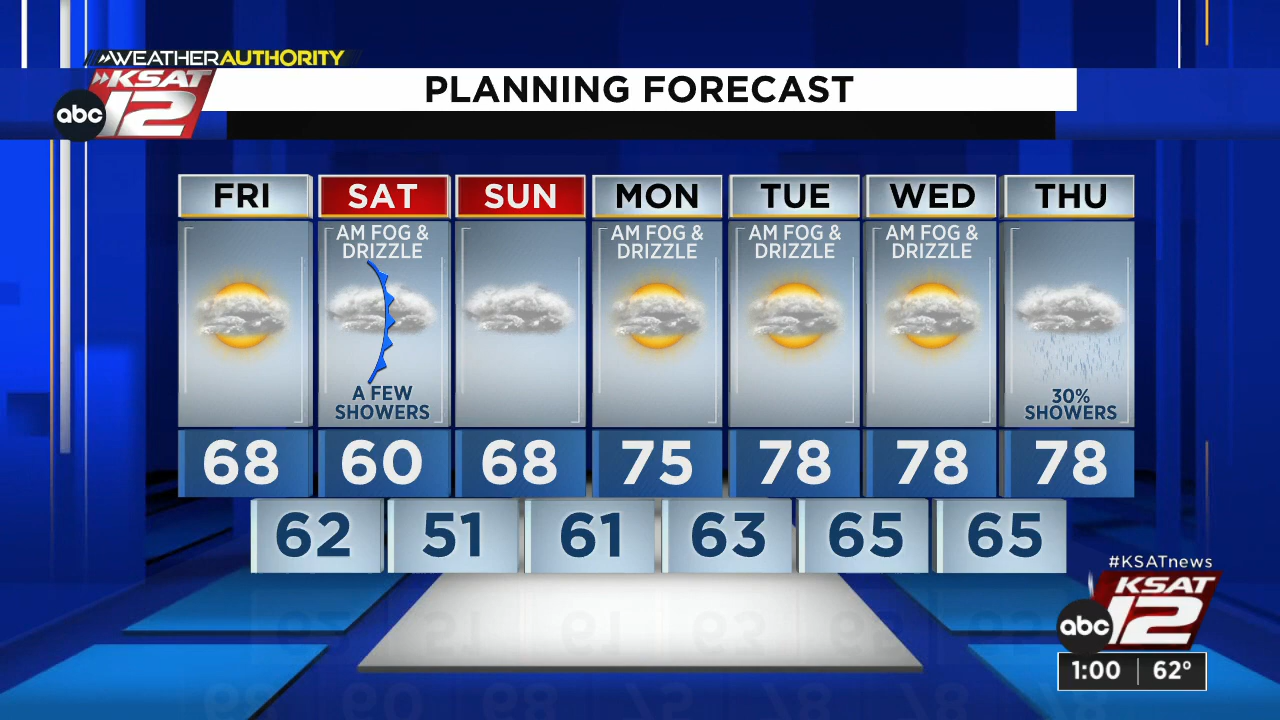 WEATHERAUTHORITY
KSAT
abc 12
PLANNING FORECAST
FRI SAT SUN MON TUE WED THU
AM FOG & DRIZZLE
AM FOG & DRIZZLE
AM FOG & DRIZZLE
AM FOG & DRIZZLE
A FEW SHOWERS
30% SHOWERS
68 60 68 75 78 78 78
62 51 61 63 65 65
#KSATnews
KSAT
abc 12
1:00 62°